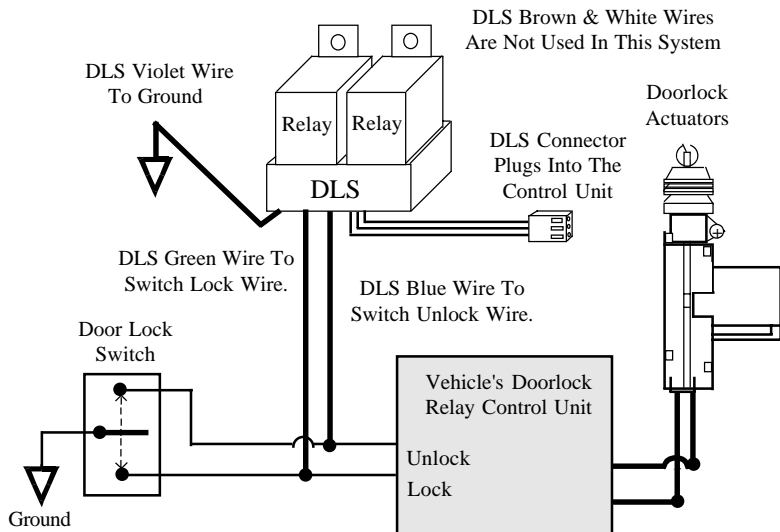 DLS Brown & White Wires
Are Not Used In This System
DLS Violet Wire
To Ground
Doorlock
Actuators
Relay
Relay
DLS Connector
Plugs Into The
Control Unit
DLS
DLS Green Wire To
Switch Lock Wire.
DLS Blue Wire To
Switch Unlock Wire.
Door Lock
Switch
Vehicle's Doorlock
Relay Control Unit
Unlock
Lock
Ground